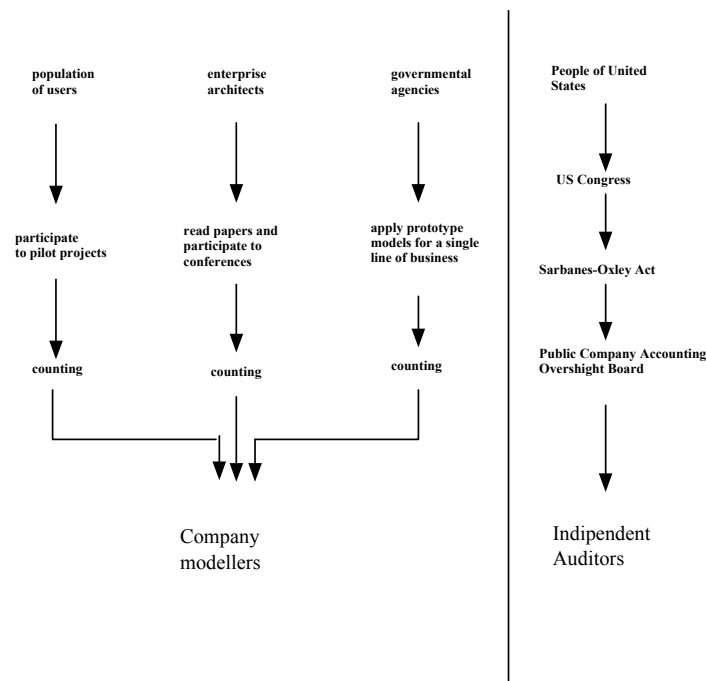 population
of users
enterprise
architects
governmental
agencies
participate
to pilot projects
read papers and
participate to
conferences
apply prototype
models for a single
line of business
counting
counting
counting
Company
modellers
People of United
States
US Congress
Sarbanes-Oxley Act
Public Company Accounting
Overshight Board
Indipendent
Auditors